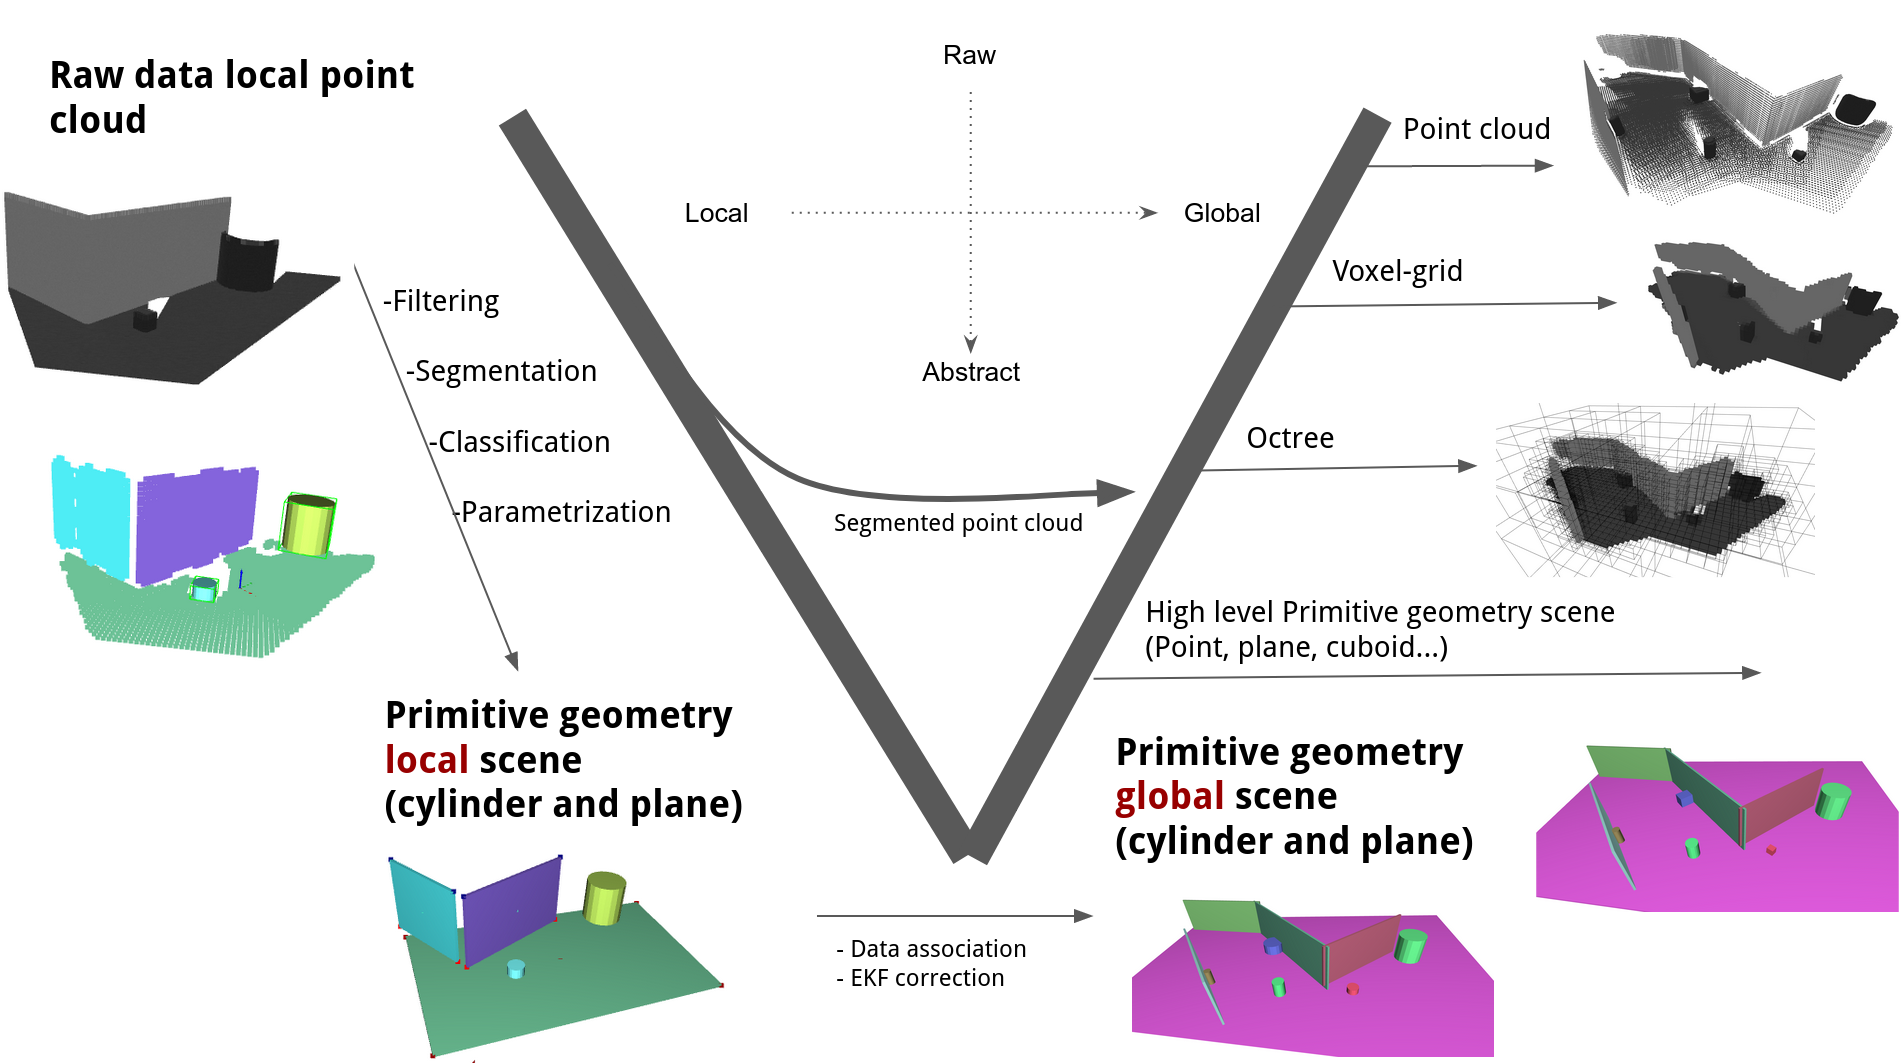 Raw data local point
cloud
-Filtering
-Segmentation
-Classification
-Parametrization
Primitive geometry
local scene
(cylinder and plane)
Raw
Local
Global
Abstract
Segmented point cloud
- Data association
- EKF correction
Point cloud
Voxel-grid
Octree
High level Primitive geometry scene
(Point, plane, cuboid...)
Primitive geometry
global scene
(cylinder and plane)